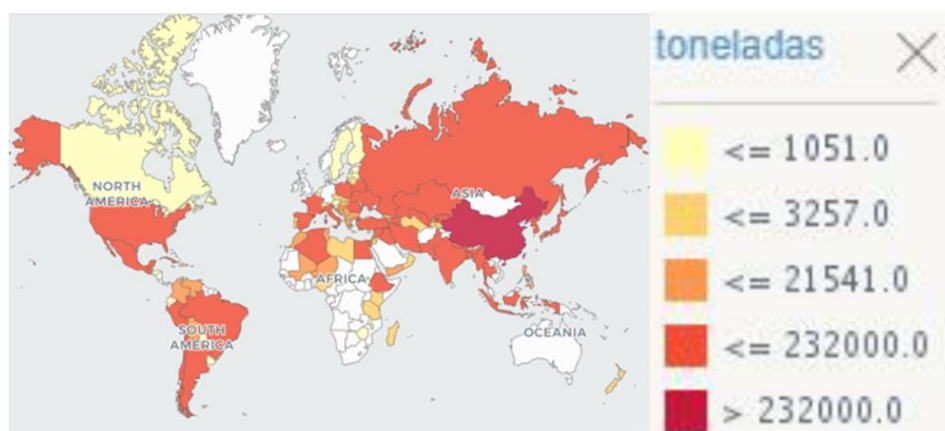 NORTH
AMERICA
ASIA
AFRICA
SOUTH
AMERICA
OCEANIA
toneladas
<= 1051.0
<= 3257.0
<= 21541.0
<= 232000.0
> 232000.0